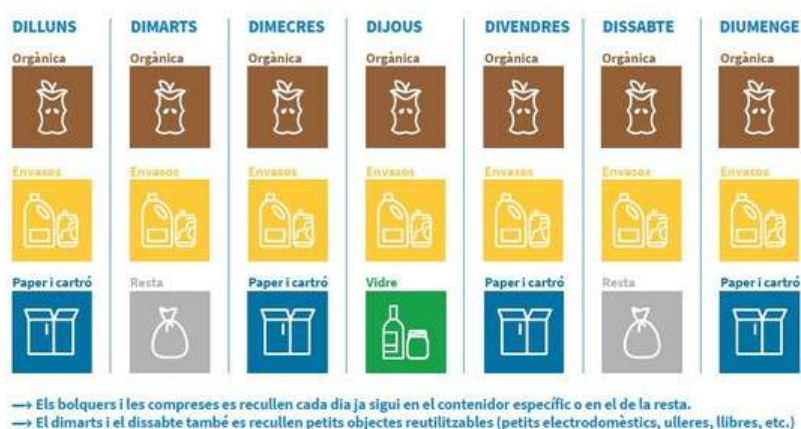 DILLUNS DIMARTS DIMECRES DIJOUS DIVENDRES DISSABTE DIUMENGE
Orgànica Orgànica Orgànica Orgànica Orgànica Orgànica Orgànica
Envasos Envasos Envasos Envasos Envasos Envasos Envasos
Paper i cartró Resta Paper i cartró Vidre Paper i cartró Resta Paper i cartró
→ Els bolquers i les compreses es recullen cada dia ja sigui en el contenidor específic o en el de la resta.
→ El dimarts i el dissabte també es recullen petits objectes reutilitzables (petits electrodomèstics, ulleres, llibres, etc.)